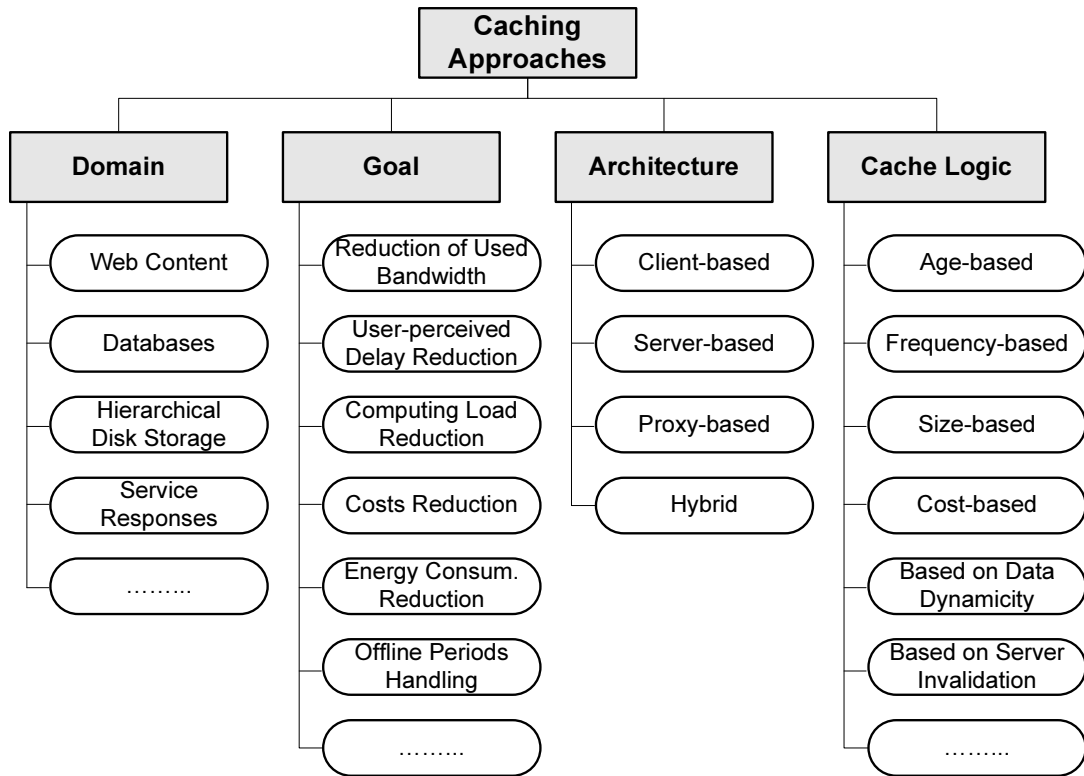 Caching
Approaches
Domain
Goal
Architecture
Cache Logic
Web Content
Databases
Hierarchical
Disk Storage
Service
Responses
……...
Reduction of Used
Bandwidth
User-perceived
Delay Reduction
Computing Load
Reduction
Costs Reduction
Energy Consum.
Reduction
Offline Periods
Handling
……...
Client-based
Server-based
Proxy-based
Hybrid
Age-based
Frequency-based
Size-based
Cost-based
Based on Data
Dynamicity
Based on Server
Invalidation
……...